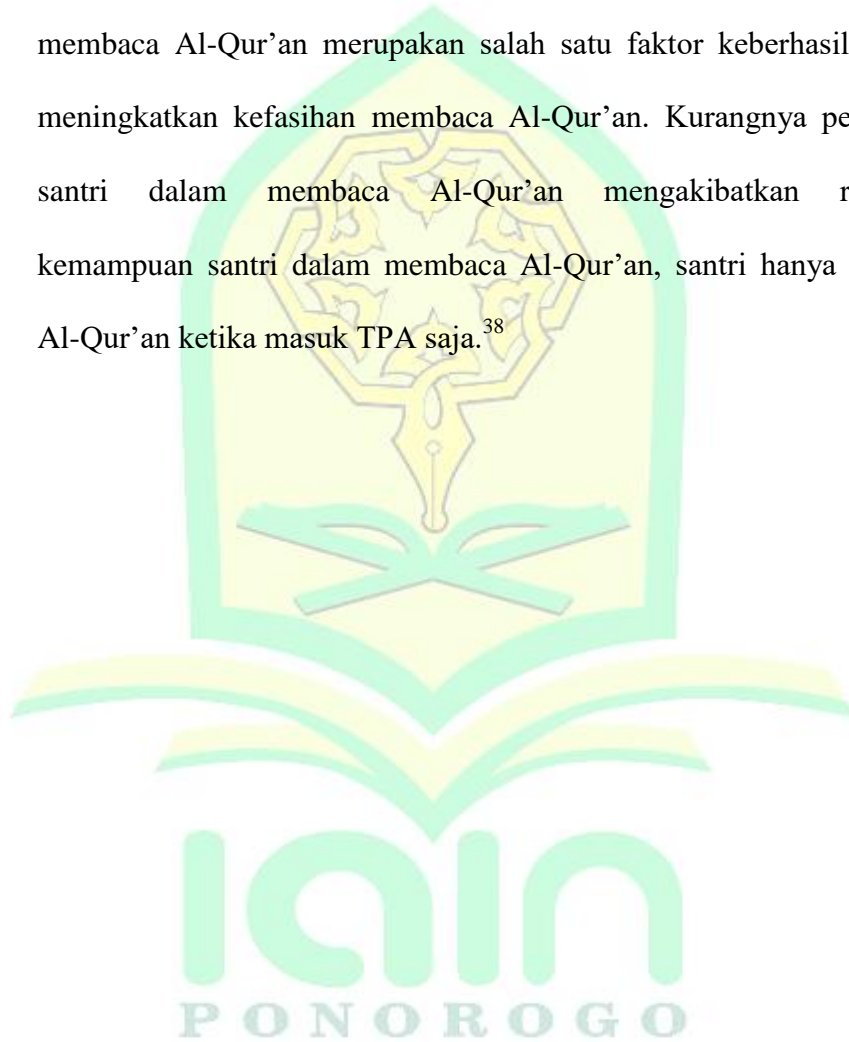 membaca Al-Qur’an merupakan salah satu faktor keberhasil
meningkatkan kefasihan membaca Al-Qur’an. Kurangnya pe
santri dalam membaca Al-Qur’an mengakibatkan r
kemampuan santri dalam membaca Al-Qur’an, santri hanya
Al-Qur’an ketika masuk TPA saja.38
iain
PONOROGO